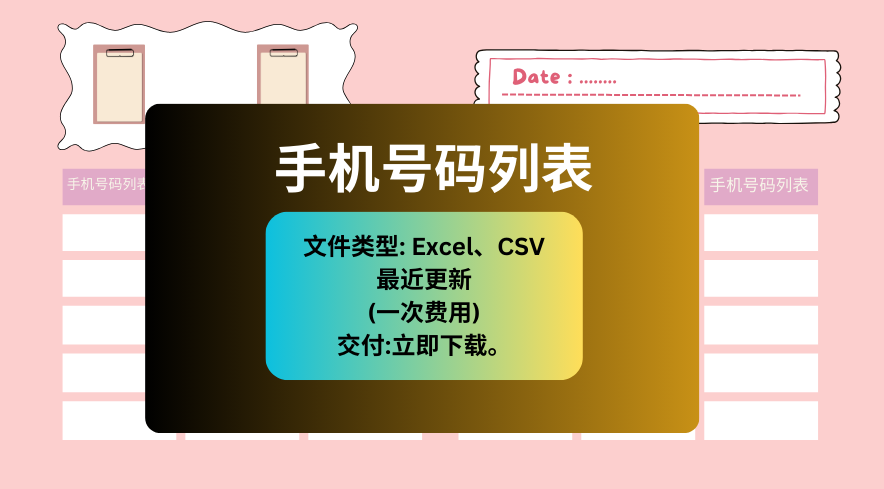 Date : ........
手机号码列表
手机号码列表
手机号码列表
文件类型: Excel、CSV
最近更新
(一次费用)
交付:立即下载。